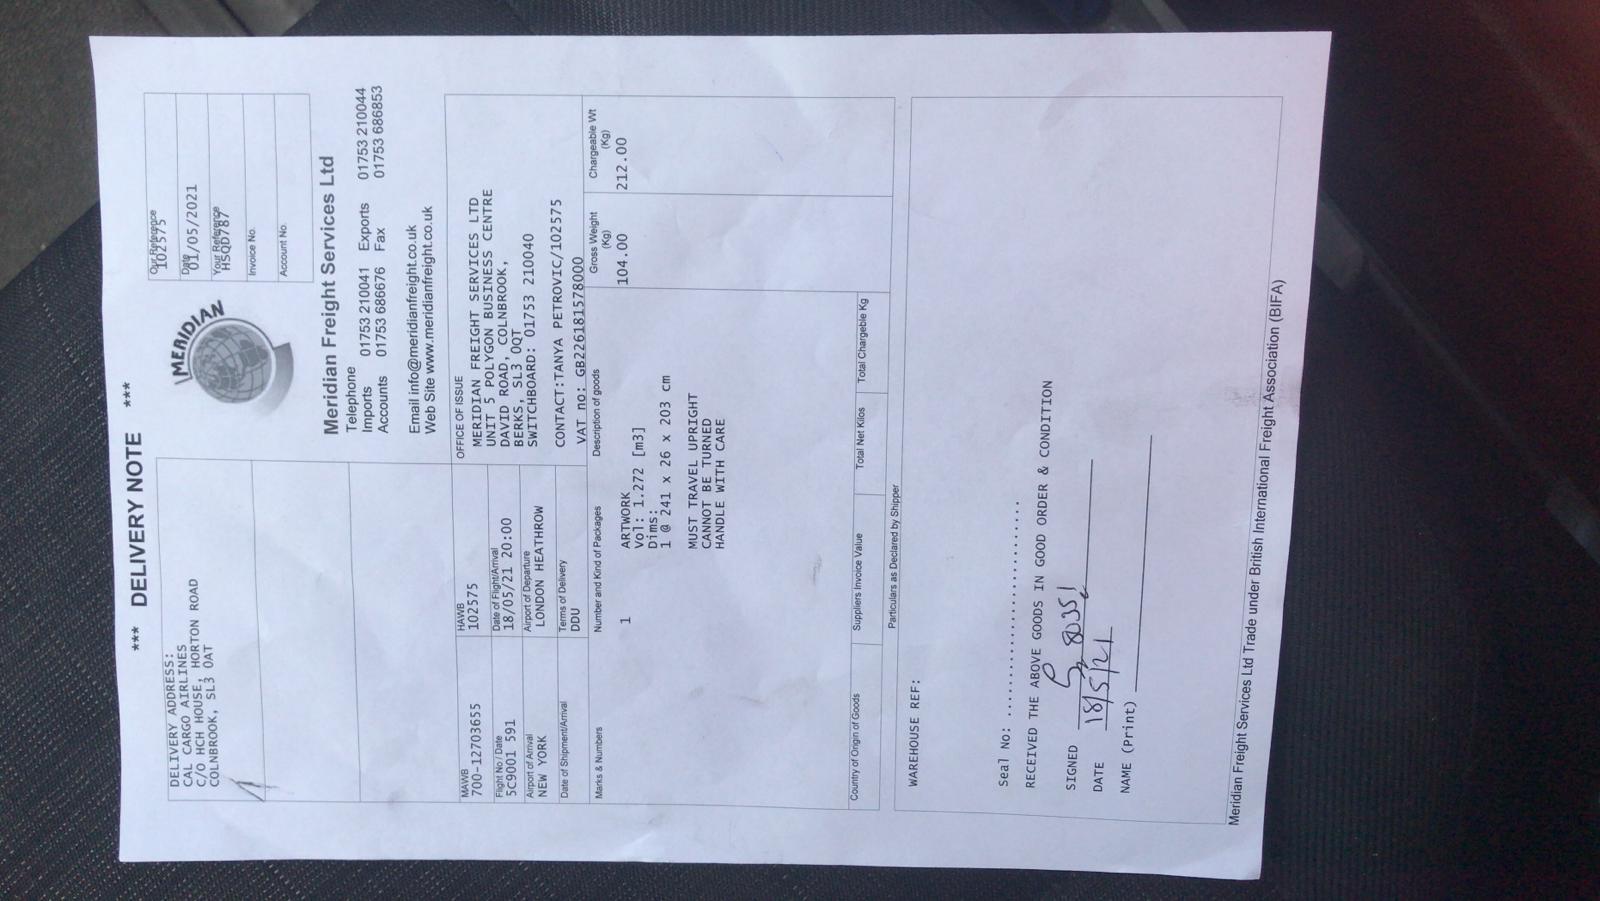 *** DELIVERY NOTE ***
DELIVERY ADDRESS:
CAL CARGO AIRLINES
C/O HCH HOUSE, HORTON ROAD
COLNBROOK, SL3 0AT
MERIDIAN
Our Reference
102575
Date
01/05/2021
Your Reference
HSQD787
Invoice No.
Account No.
Meridian Freight Services Ltd
Telephone
Imports 01753 210041 Exports 01753 210044
Accounts 01753 686676 Fax 01753 686853
Email info@meridianfreight.co.uk
Web Site www.meridianfreight.co.uk
MAWB
700-12703655
HAWB
102575
Flight No / Date
5C9001 591
Date of Flight/Arrival
18/05/21 20:00
Airport of Arrival
NEW YORK
Airport of Departure
LONDON HEATHROW
Date of Shipment/Arrival
Terms of Delivery
DDU
OFFICE OF ISSUE
MERIDIAN FREIGHT SERVICES LTD
UNIT 5 POLYGON BUSINESS CENTRE
DAVID ROAD, COLNBROOK,
BERKS, SL3 0QT
SWITCHBOARD: 01753 210040
CONTACT:TANYA PETROVIC/102575
VAT no: GB226181578000
Marks & Numbers Number and Kind of Packages Description of goods Gross Weight (Kg) Chargeable Wt (Kg)
1 ARTWORK 104.00 212.00
Vol: 1.272 [m3]
Dims:
1 @ 241 x 26 x 203 cm
MUST TRAVEL UPRIGHT
CANNOT BE TURNED
HANDLE WITH CARE
Country of Origin of Goods Suppliers Invoice Value Total Net Kilos Total Chargeble Kg
Particulars as Declared by Shipper
WAREHOUSE REF:
Seal No: ..............................
RECEIVED THE ABOVE GOODS IN GOOD ORDER & CONDITION
SIGNED
DATE 18/5/21
NAME (Print)
Meridian Freight Services Ltd Trade under British International Freight Association (BIFA)